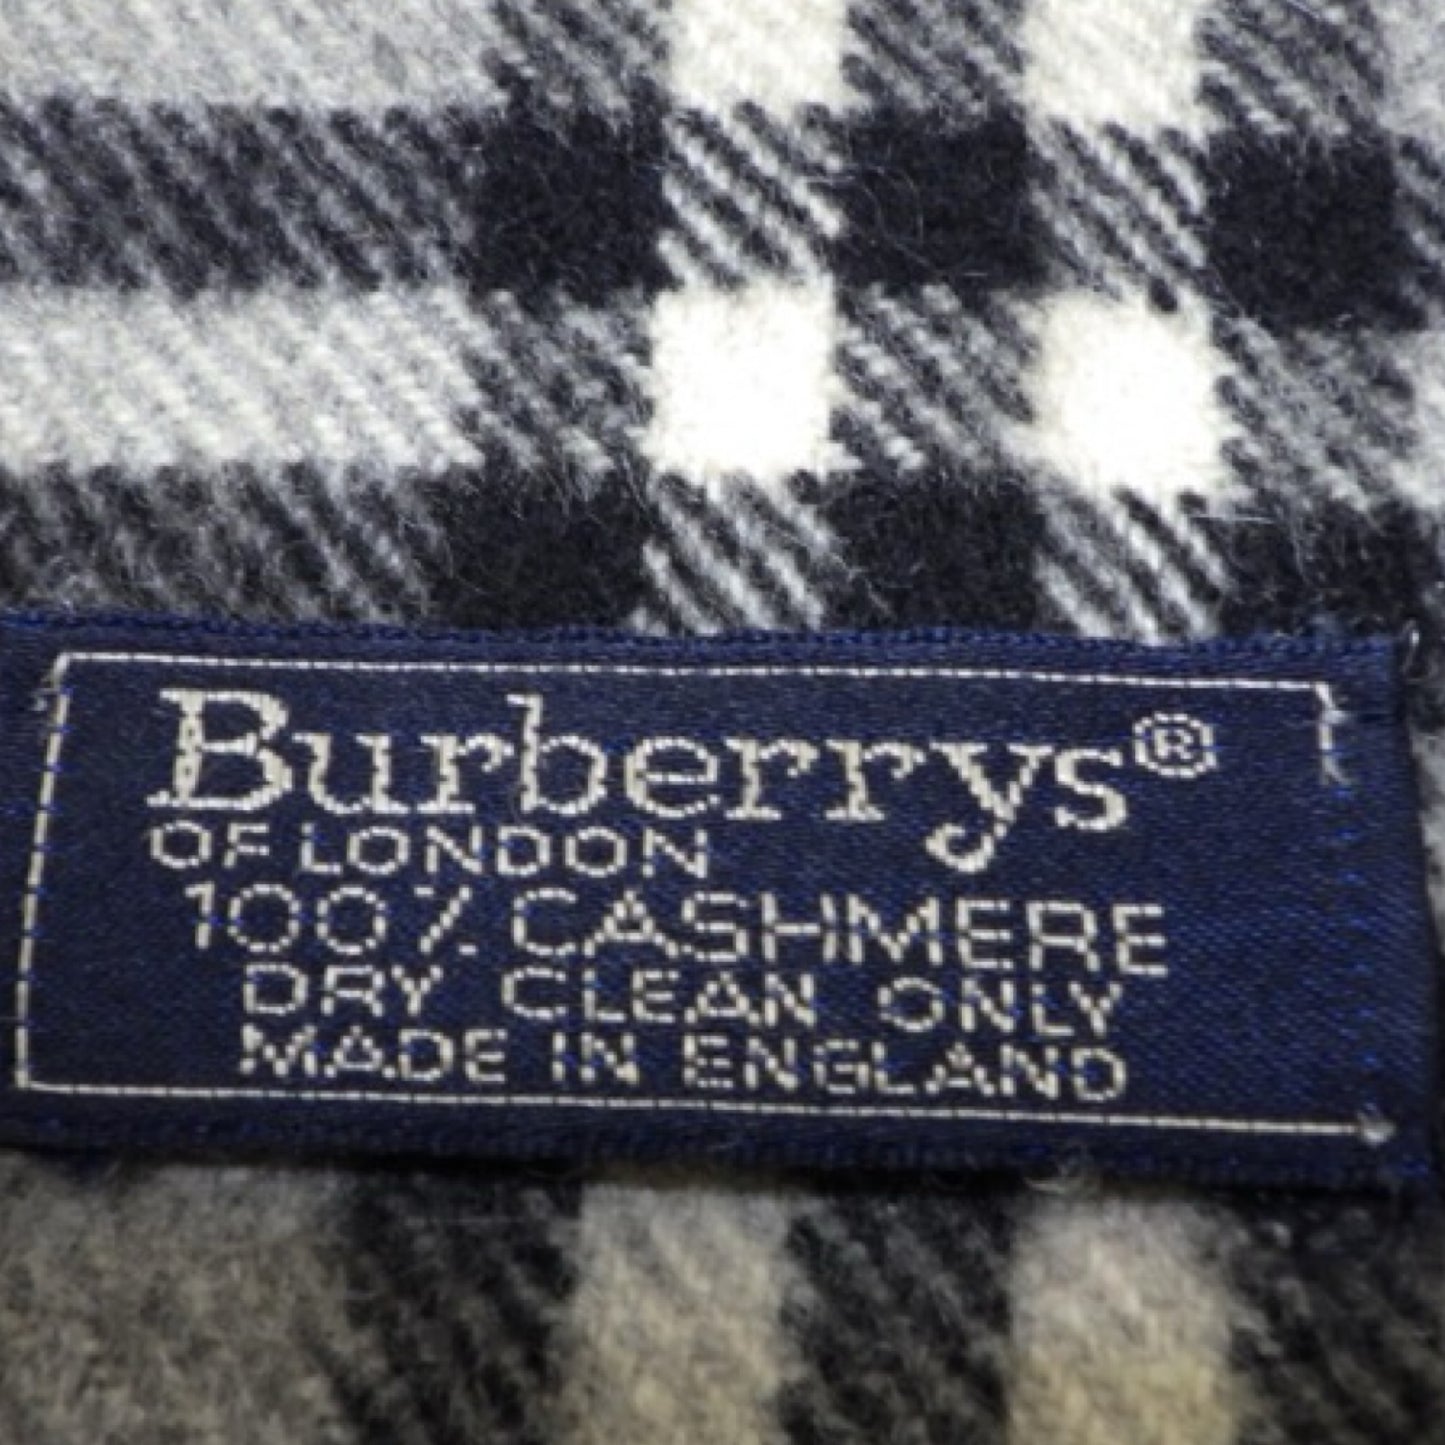 Burberrys®
OF LONDON
100% CASHMERE
DRY CLEAN ONLY
MADE IN ENGLAND